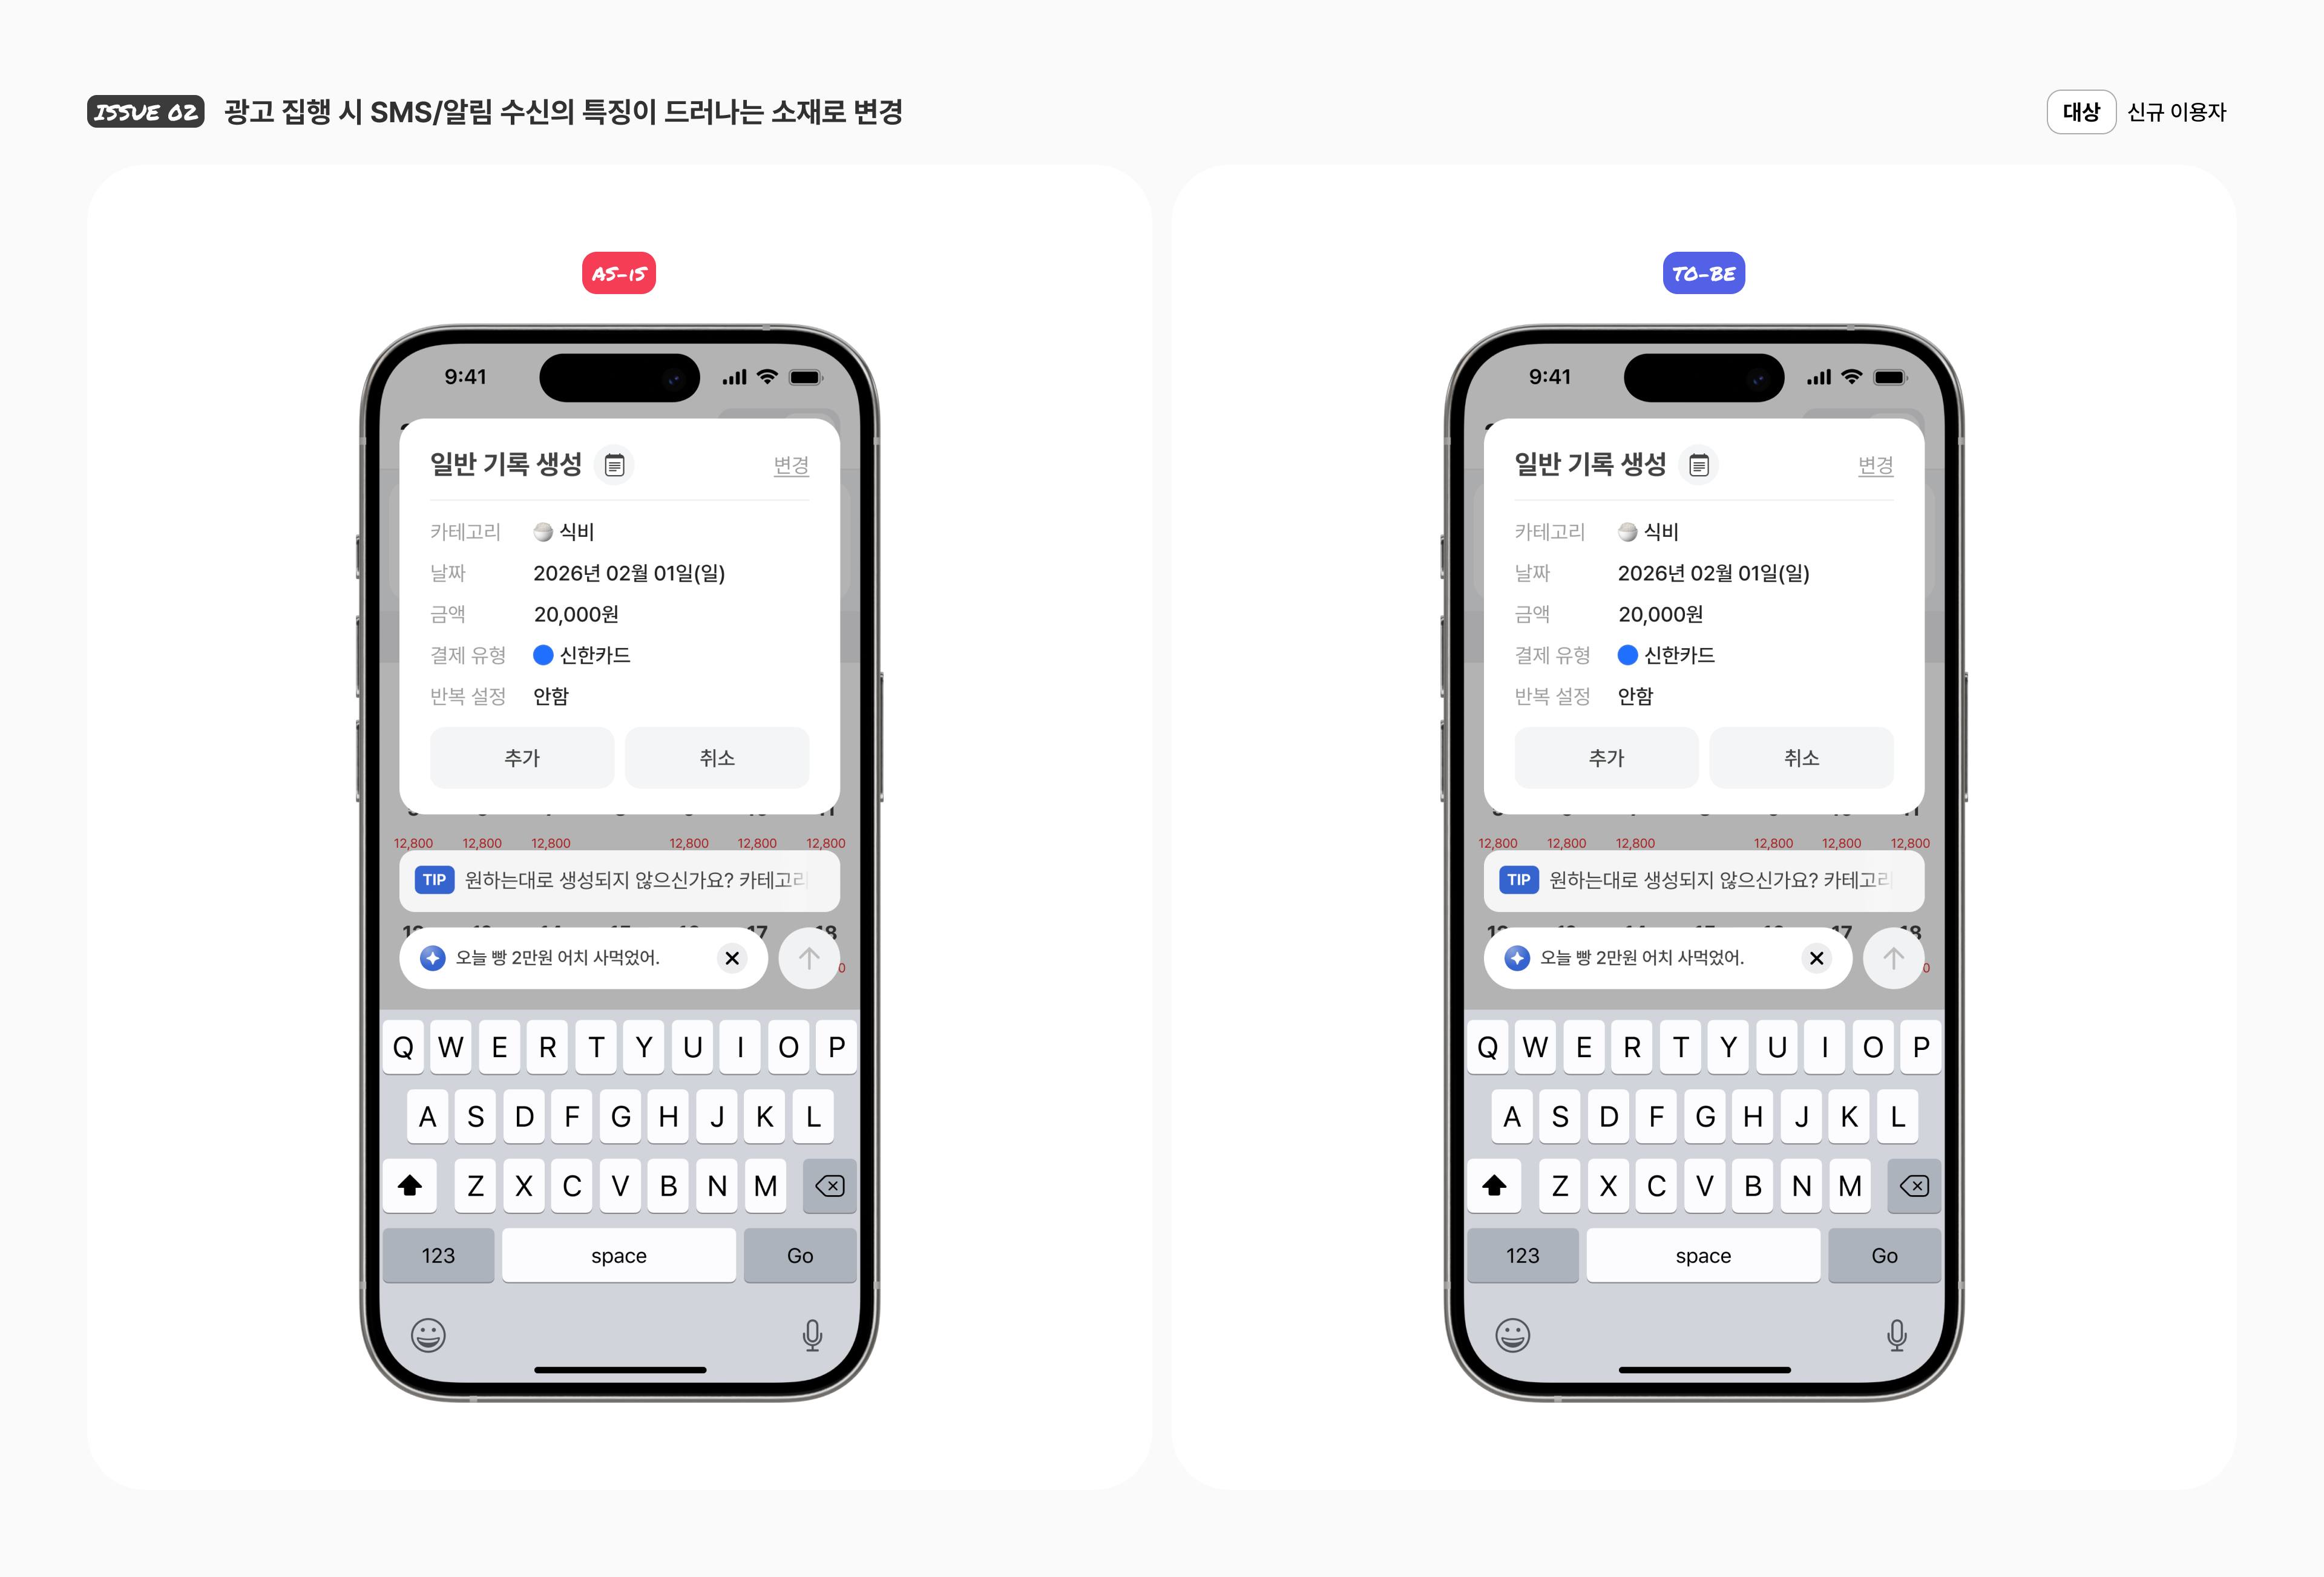 ISSUE 02 광고 집행 시 SMS/알림 수신의 특징이 드러나는 소재로 변경
대상 신규 이용자
AS-IS
9:41
일반 기록 생성 변경
카테고리 식비
날짜 2026년 02월 01일(일)
금액 20,000원
결제 유형 신한카드
반복 설정 안함
추가 취소
12,800 12,800 12,800 12,800 12,800 12,800
TIP 원하는대로 생성되지 않으신가요? 카테고리
17 18
오늘 빵 2만원 어치 사먹었어.
Q W E R T Y U I O P
A S D F G H J K L
Z X C V B N M
123 space Go
TO-BE
9:41
일반 기록 생성 변경
카테고리 식비
날짜 2026년 02월 01일(일)
금액 20,000원
결제 유형 신한카드
반복 설정 안함
추가 취소
12,800 12,800 12,800 12,800 12,800 12,800
TIP 원하는대로 생성되지 않으신가요? 카테고리
17 18
오늘 빵 2만원 어치 사먹었어.
Q W E R T Y U I O P
A S D F G H J K L
Z X C V B N M
123 space Go